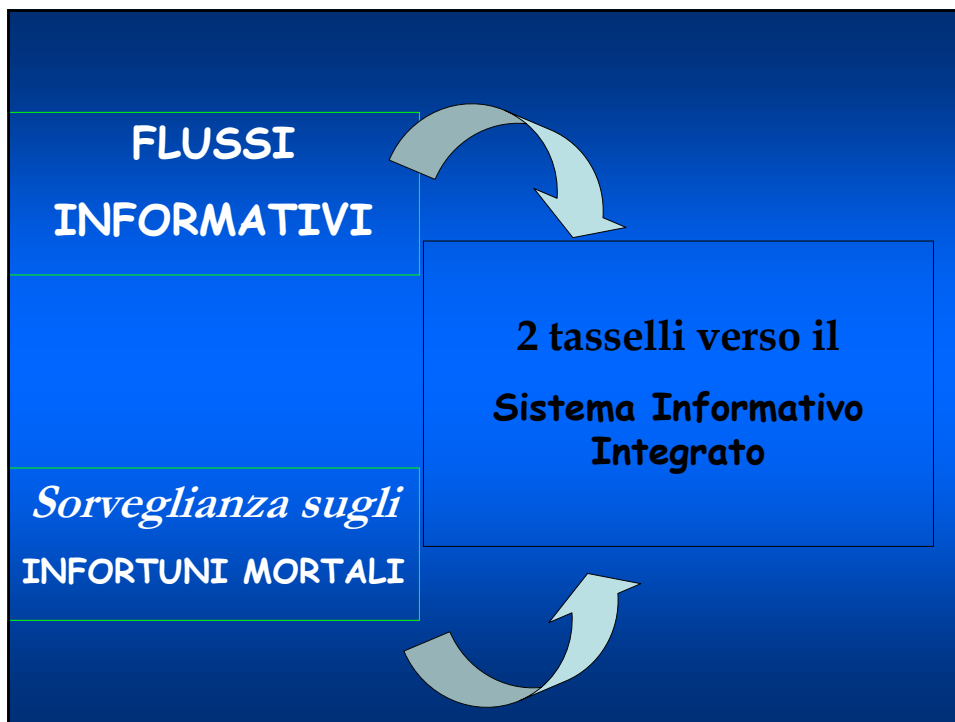 FLUSSI
INFORMATIVI
2 tasselli verso il
Sistema Informativo
Integrato
Sorveglianza sugli
INFORTUNI MORTALI